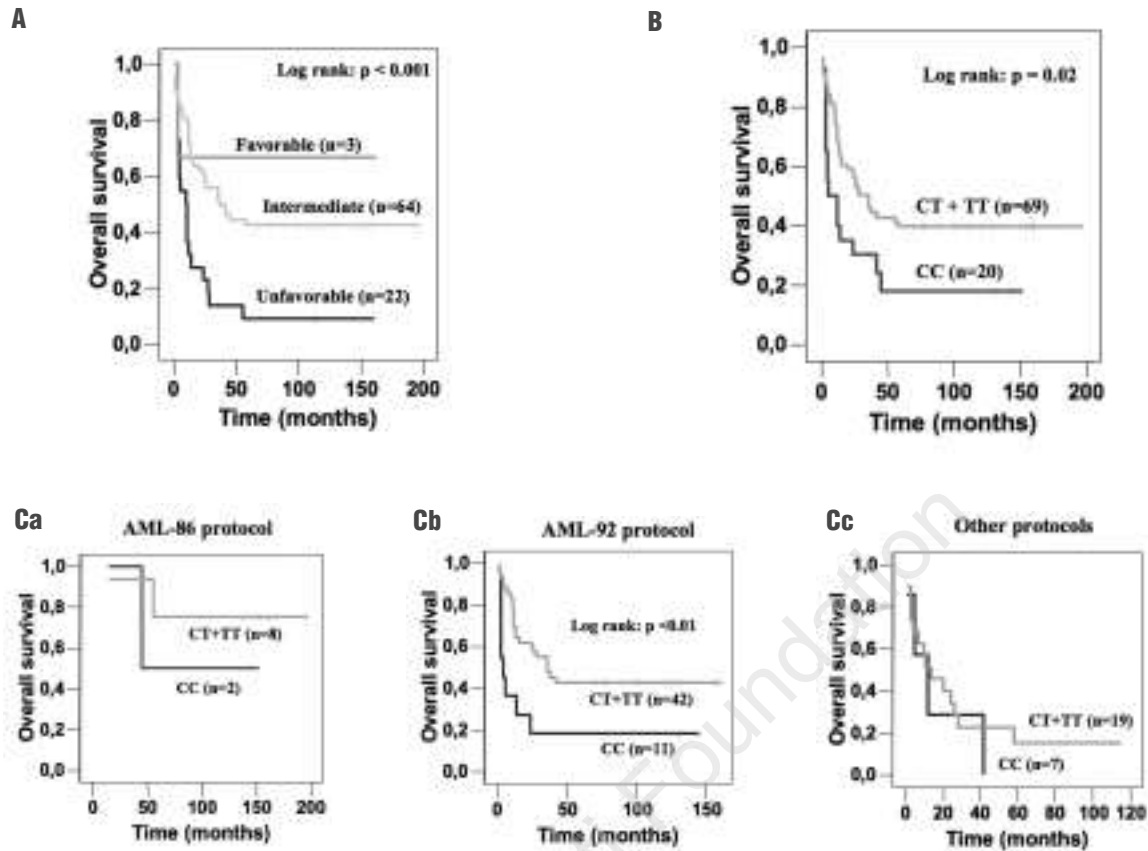 A
Log rank: p < 0.001
Favorable (n=3)
Intermediate (n=64)
Unfavorable (n=22)
Overall survival
1,0
0,8
0,6
0,4
0,2
0,0
0 50 100 150 200
Time (months)
B
Log rank: p = 0.02
CT + TT (n=69)
CC (n=20)
Overall survival
1,0
0,8
0,6
0,4
0,2
0,0
0 50 100 150 200
Time (months)
Ca
AML-86 protocol
CT+TT (n=8)
CC (n=2)
Overall survival
1,0
0,8
0,6
0,4
0,2
0,0
0 50 100 150 200
Time (months)
Cb
AML-92 protocol
Log rank: p <0.01
CT+TT (n=42)
CC (n=11)
Overall survival
1,0
0,8
0,6
0,4
0,2
0,0
0 50 100 150
Time (months)
Cc
Other protocols
CT+TT (n=19)
CC (n=7)
Overall survival
1,0
0,8
0,6
0,4
0,2
0,0
0 20 40 60 80 100 120
Time (months)
Foundation